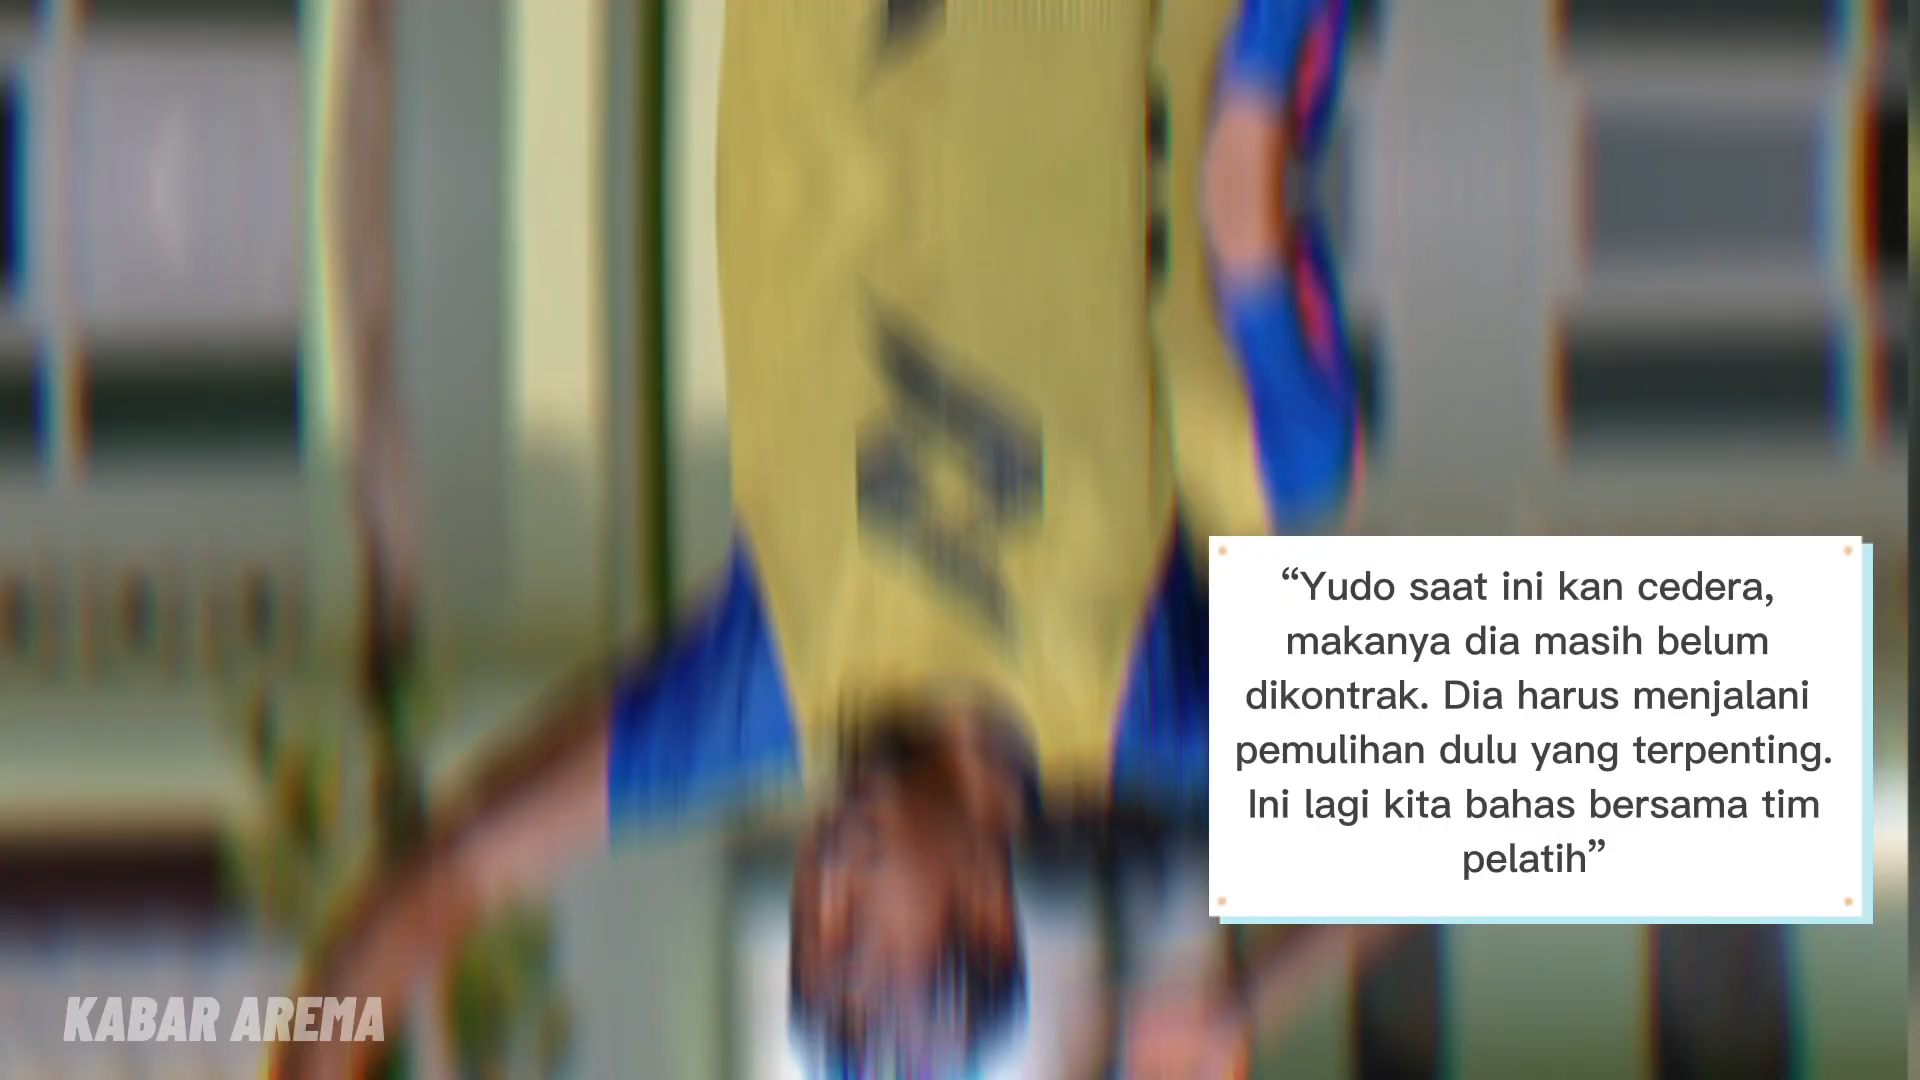 “Yudo saat ini kan cedera,
makanya dia masih belum
dikontrak. Dia harus menjalani
pemulihan dulu yang terpenting.
Ini lagi kita bahas bersama tim
pelatih”
KABAR AREMA